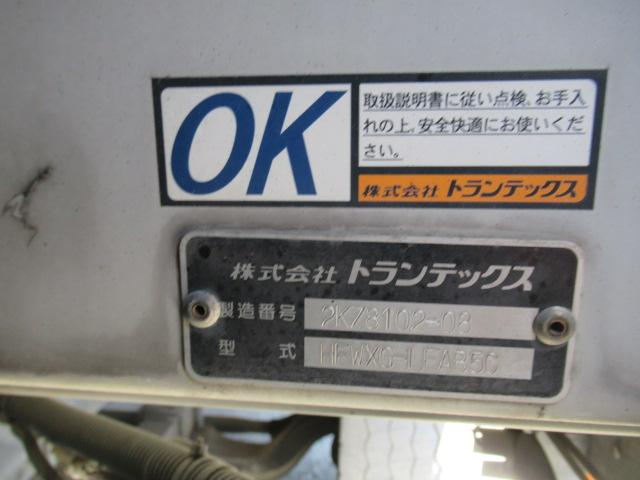 OK
取扱説明書に従い点検、お手入
れの上、安全快適にお使いくだ
さい。
株式会社 トランテックス
株式会社 トランテックス
製造番号 2K78102-08
型式